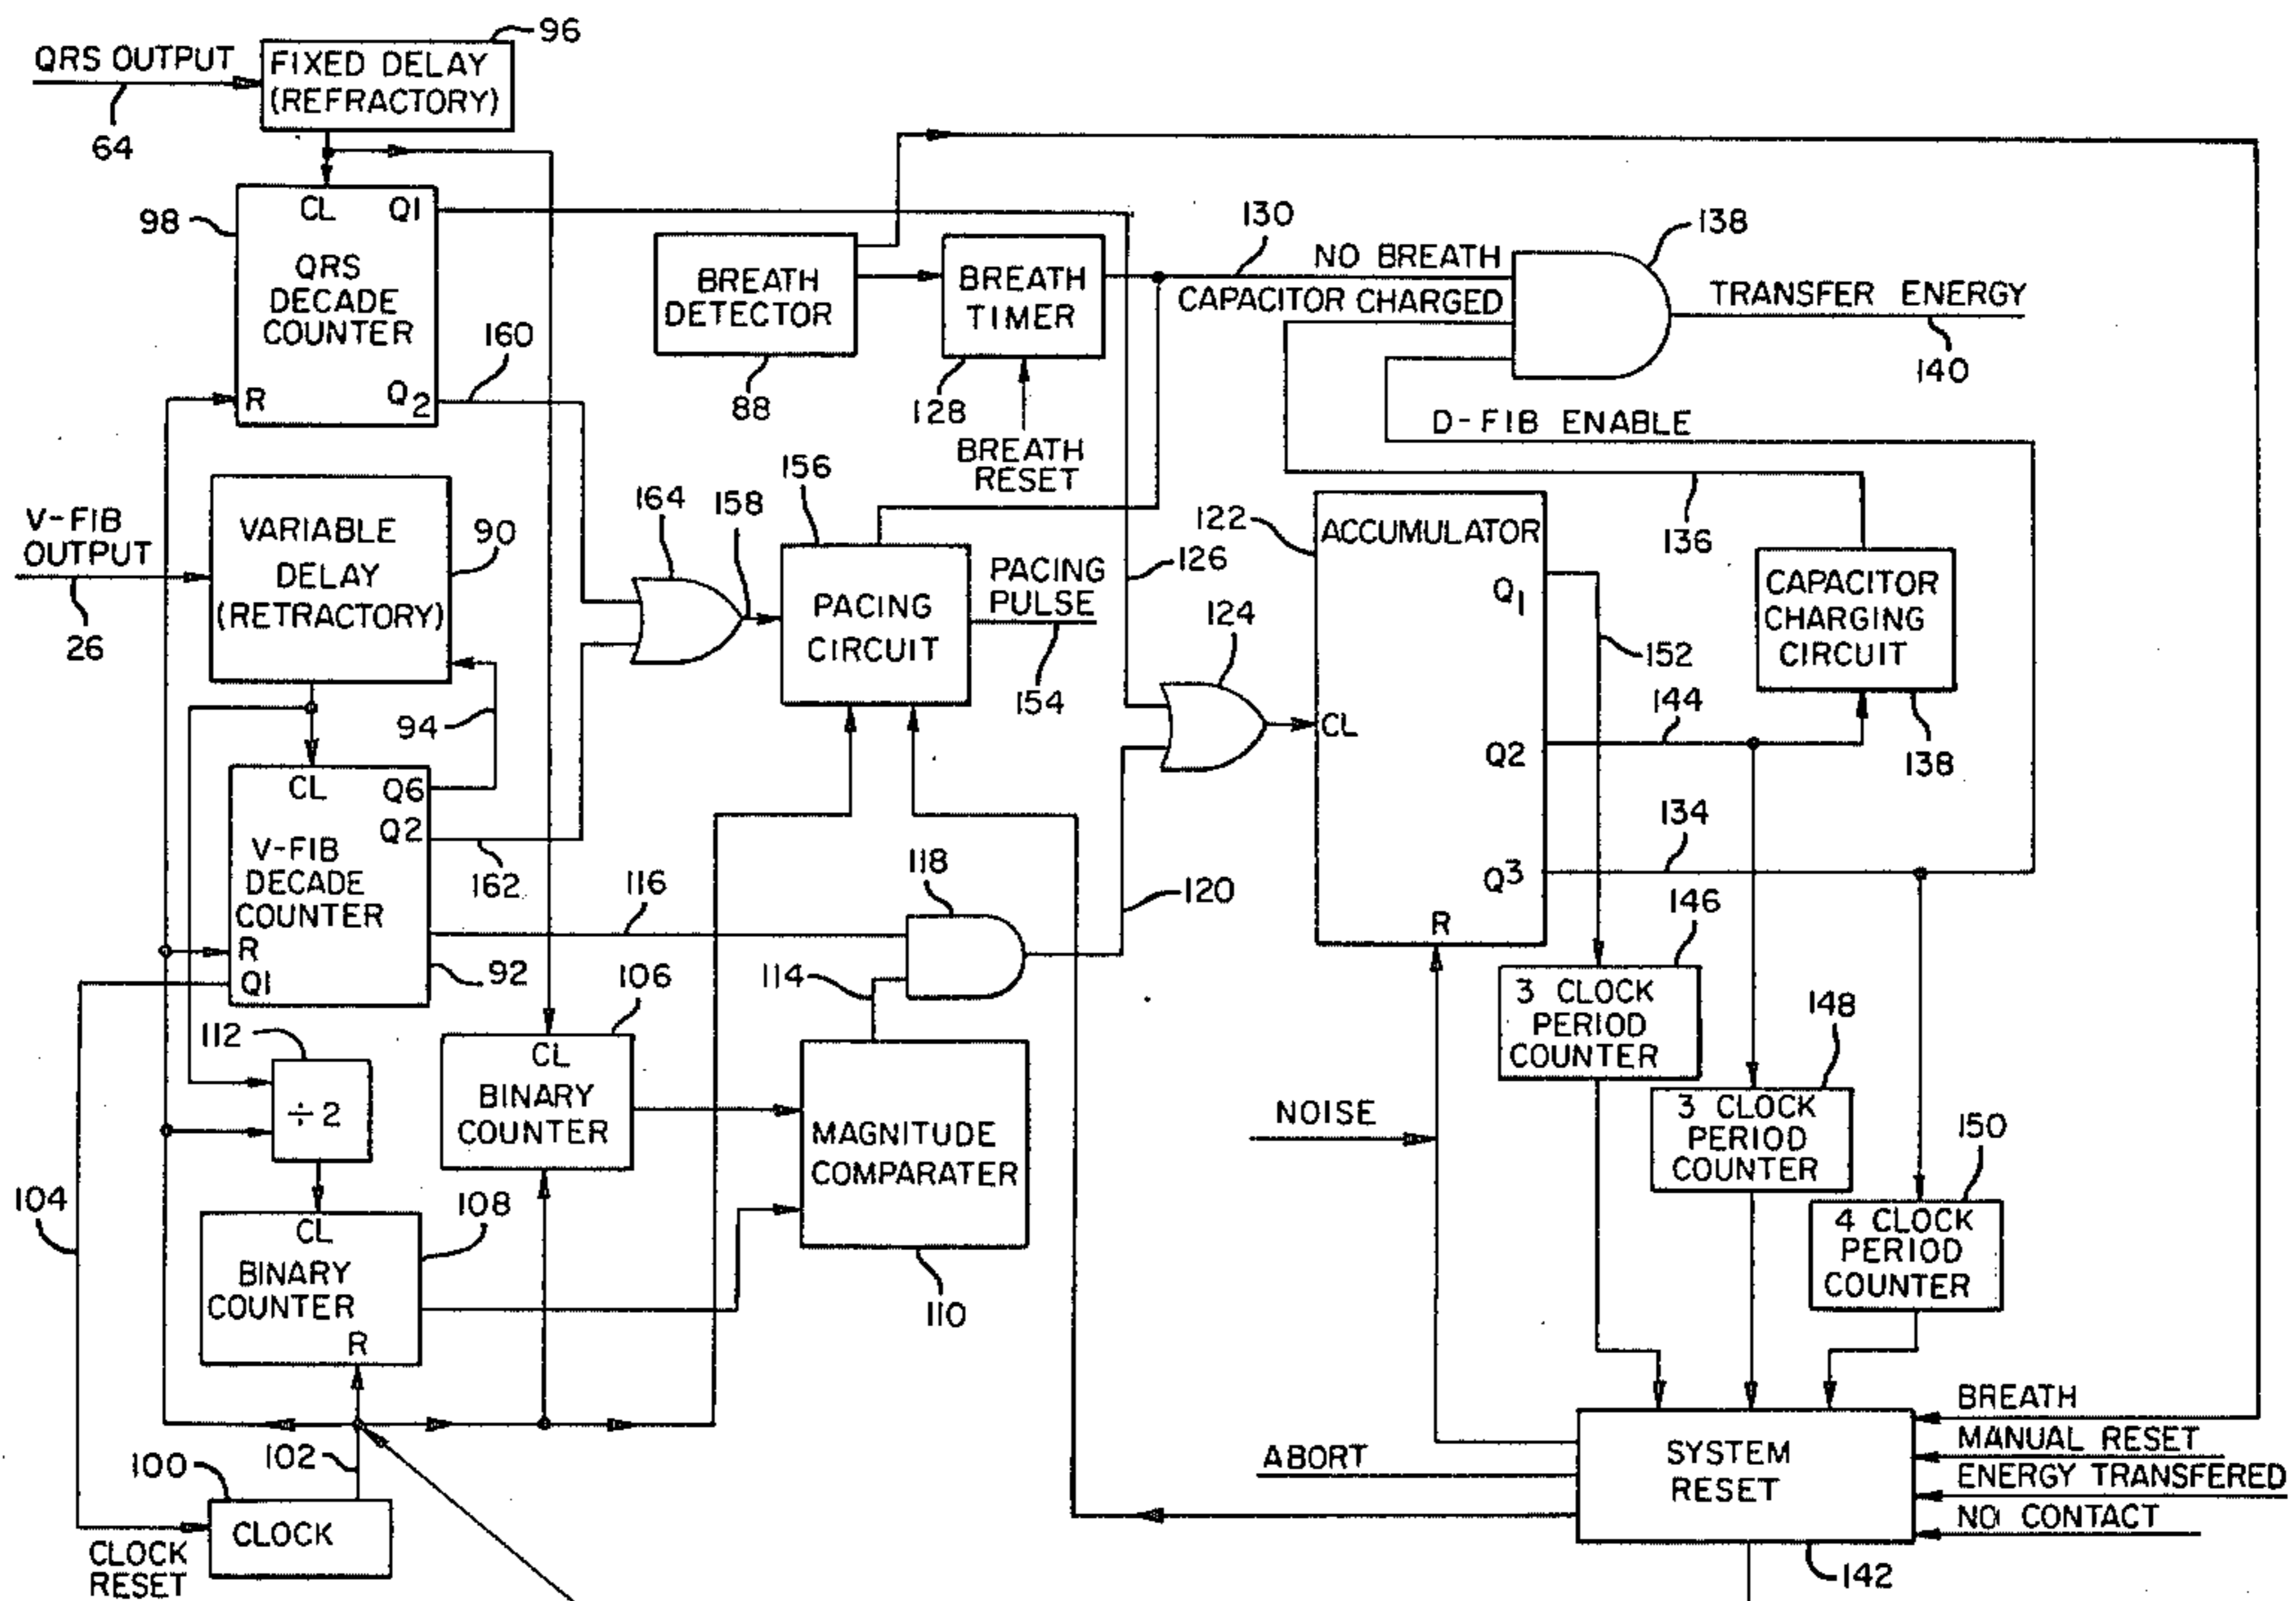 QRS OUTPUT
64
FIXED DELAY
(REFRACTORY)
96
98
CL Q1
QRS
DECADE
COUNTER
R Q2
160
BREATH
DETECTOR
88
BREATH
TIMER
128
BREATH
RESET
130
NO BREATH
CAPACITOR CHARGED
138
TRANSFER ENERGY
140
D-FIB ENABLE
V-FIB
OUTPUT
26
VARIABLE
DELAY
(RETRACTORY)
90
94
164
158
156
PACING
CIRCUIT
PACING
PULSE
154
126
124
122
ACCUMULATOR
Q1
CL
Q2
Q3
R
152
144
134
136
CAPACITOR
CHARGING
CIRCUIT
138
CL Q6
Q2
V-FIB
DECADE
COUNTER
R
Q1
92
162
116
118
120
114
112
÷2
106
CL
BINARY
COUNTER
MAGNITUDE
COMPARATER
110
108
CL
BINARY
COUNTER
R
104
102
100
CLOCK
CLOCK
RESET
146
3 CLOCK
PERIOD
COUNTER
148
3 CLOCK
PERIOD
COUNTER
150
4 CLOCK
PERIOD
COUNTER
NOISE
ABORT
SYSTEM
RESET
142
BREATH
MANUAL RESET
ENERGY TRANSFERED
NO CONTACT